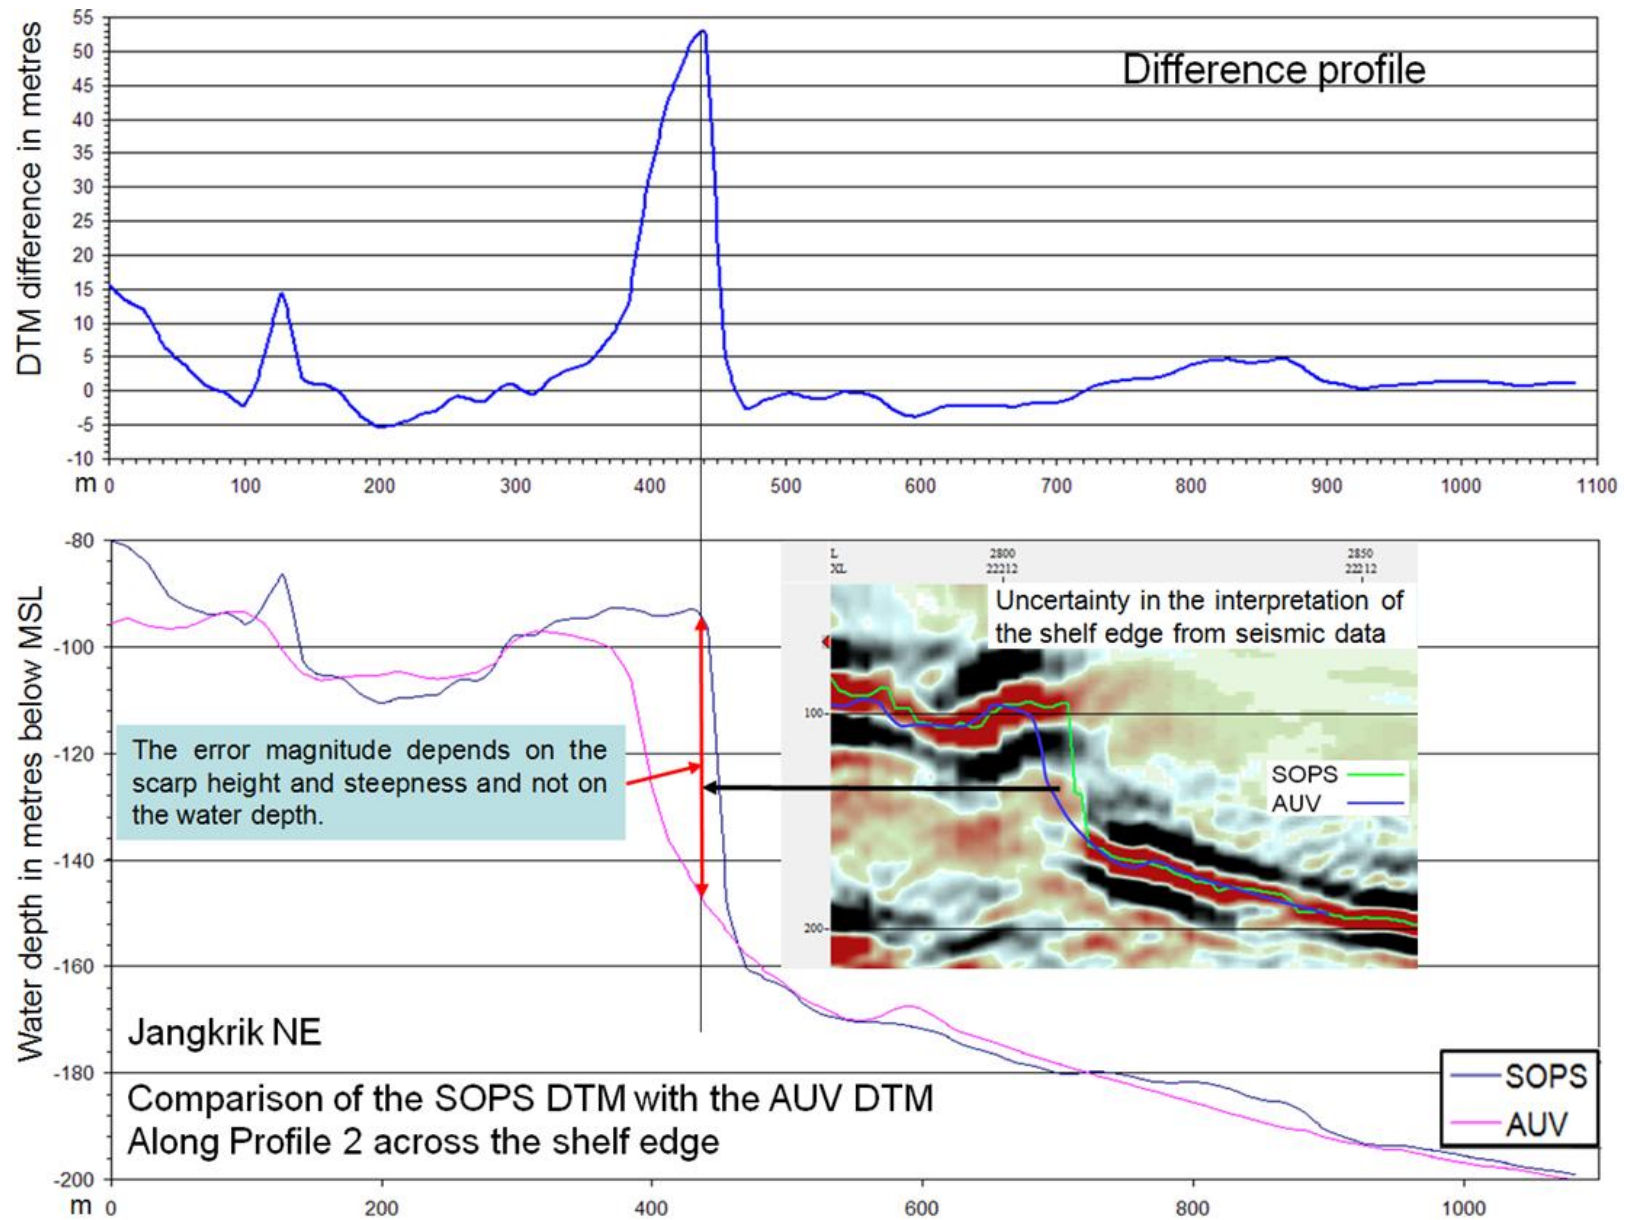 DTM difference in metres
Difference profile
55
50
45
40
35
30
25
20
15
10
5
0
-5
-10
m 0 100 200 300 400 500 600 700 800 900 1000 1100
Water depth in metres below MSL
-80
-100
-120
-140
-160
-180
-200
L 2800 2850
XL 22212 22212
Uncertainty in the interpretation of
the shelf edge from seismic data
100
200
SOPS
AUV
The error magnitude depends on the
scarp height and steepness and not on
the water depth.
Jangkrik NE
Comparison of the SOPS DTM with the AUV DTM
Along Profile 2 across the shelf edge
SOPS
AUV
m 0 200 400 600 800 1000